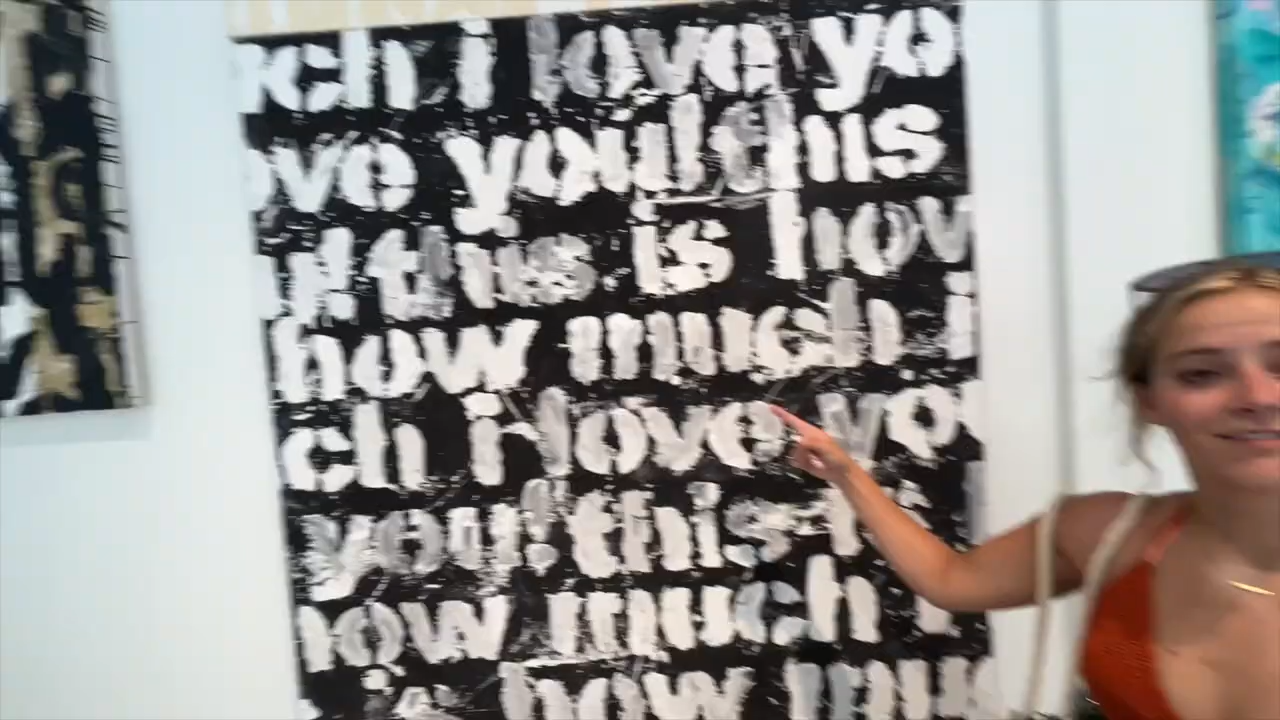 ch i love yo
ove you! this
u! this is how
how much i
ch i love yo
you! this i
how much i
is how muc